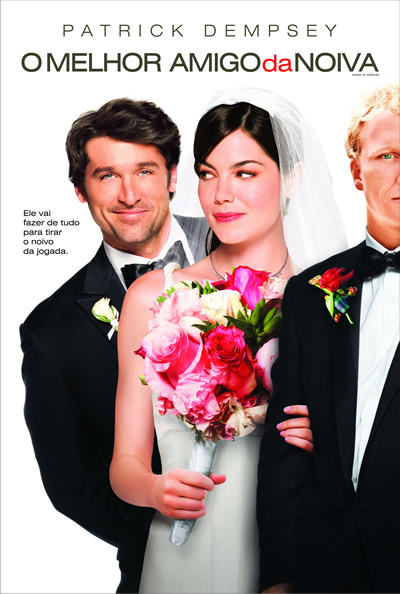 PATRICK DEMPSEY
O MELHOR AMIGO da NOIVA
Ele vai
fazer de tudo
para tirar
o noivo
da jogada.